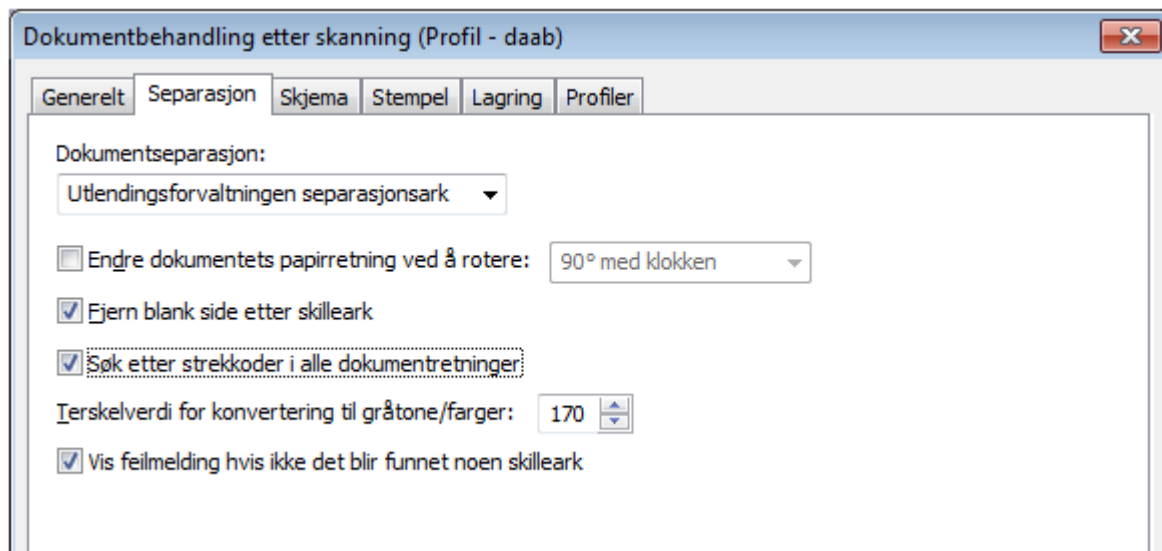 Dokumentbehandling etter skanning (Profil - daab)
Generelt Separasjon Skjema Stempel Lagring Profiler
Dokumentseparasjon:
Utlendingsforvaltningen separasjonsark
Endre dokumentets papirretning ved å rotere: 90° med klokken
Fjern blank side etter skilleark
Søk etter strekkoder i alle dokumentretninger
Terskelverdi for konvertering til gråtone/farger: 170
Vis feilmelding hvis ikke det blir funnet noen skilleark